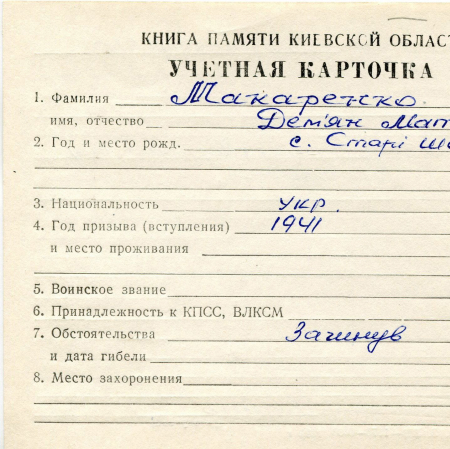 КНИГА ПАМЯТИ КИЕВСКОЙ ОБЛАС
УЧЕТНАЯ КАРТОЧКА
1. Фамилия Макаренко
имя, отчество Дем'ян Мат
2. Год и место рожд. с. Старі
3. Национальность укр.
4. Год призыва (вступления) 1941
и место проживания
5. Воинское звание
6. Принадлежность к КПСС, ВЛКСМ
7. Обстоятельства Загинув
и дата гибели
8. Место захоронения